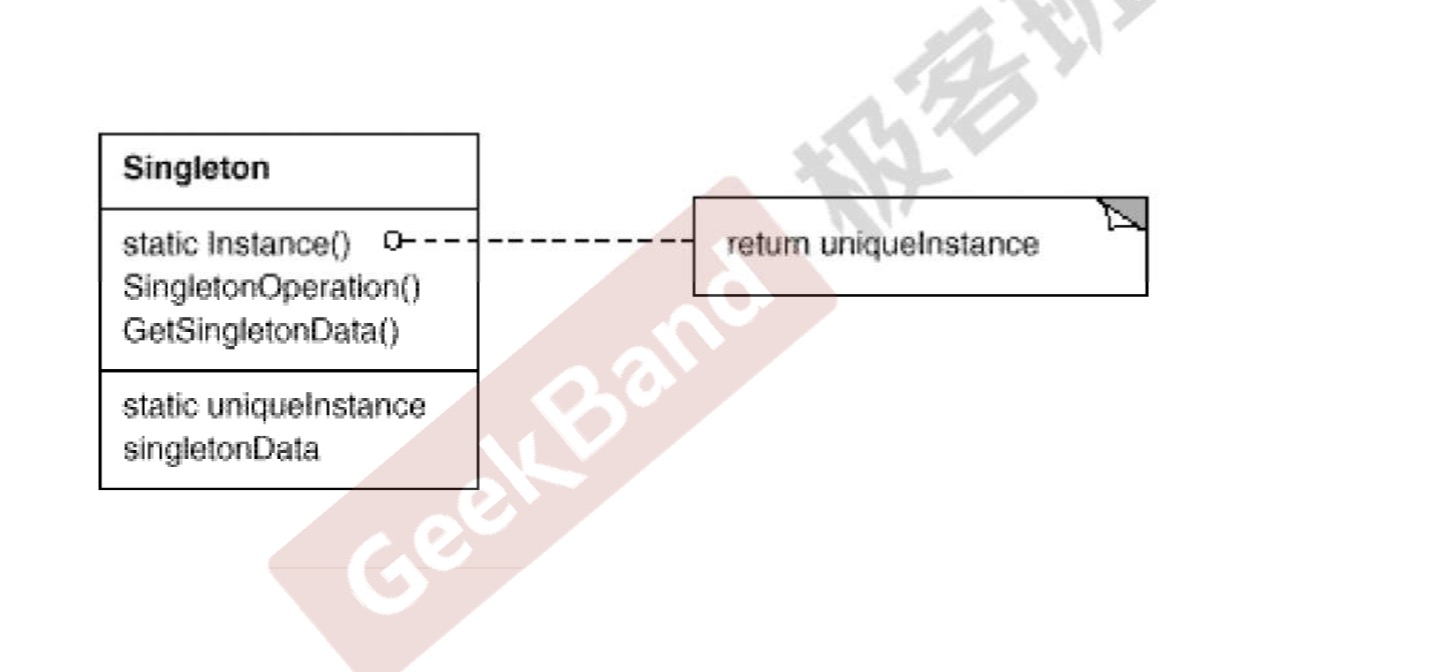 Singleton
static Instance()
SingletonOperation()
GetSingletonData()
static uniqueInstance
singletonData
return uniqueInstance
GeekBand
极客班